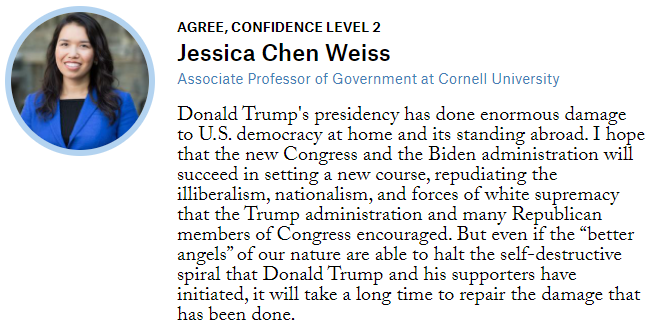 AGREE, CONFIDENCE LEVEL 2
Jessica Chen Weiss
Associate Professor of Government at Cornell University
Donald Trump's presidency has done enormous damage
to U.S. democracy at home and its standing abroad. I hope
that the new Congress and the Biden administration will
succeed in setting a new course, repudiating the
illiberalism, nationalism, and forces of white supremacy
that the Trump administration and many Republican
members of Congress encouraged. But even if the “better
angels” of our nature are able to halt the self-destructive
spiral that Donald Trump and his supporters have
initiated, it will take a long time to repair the damage that
has been done.